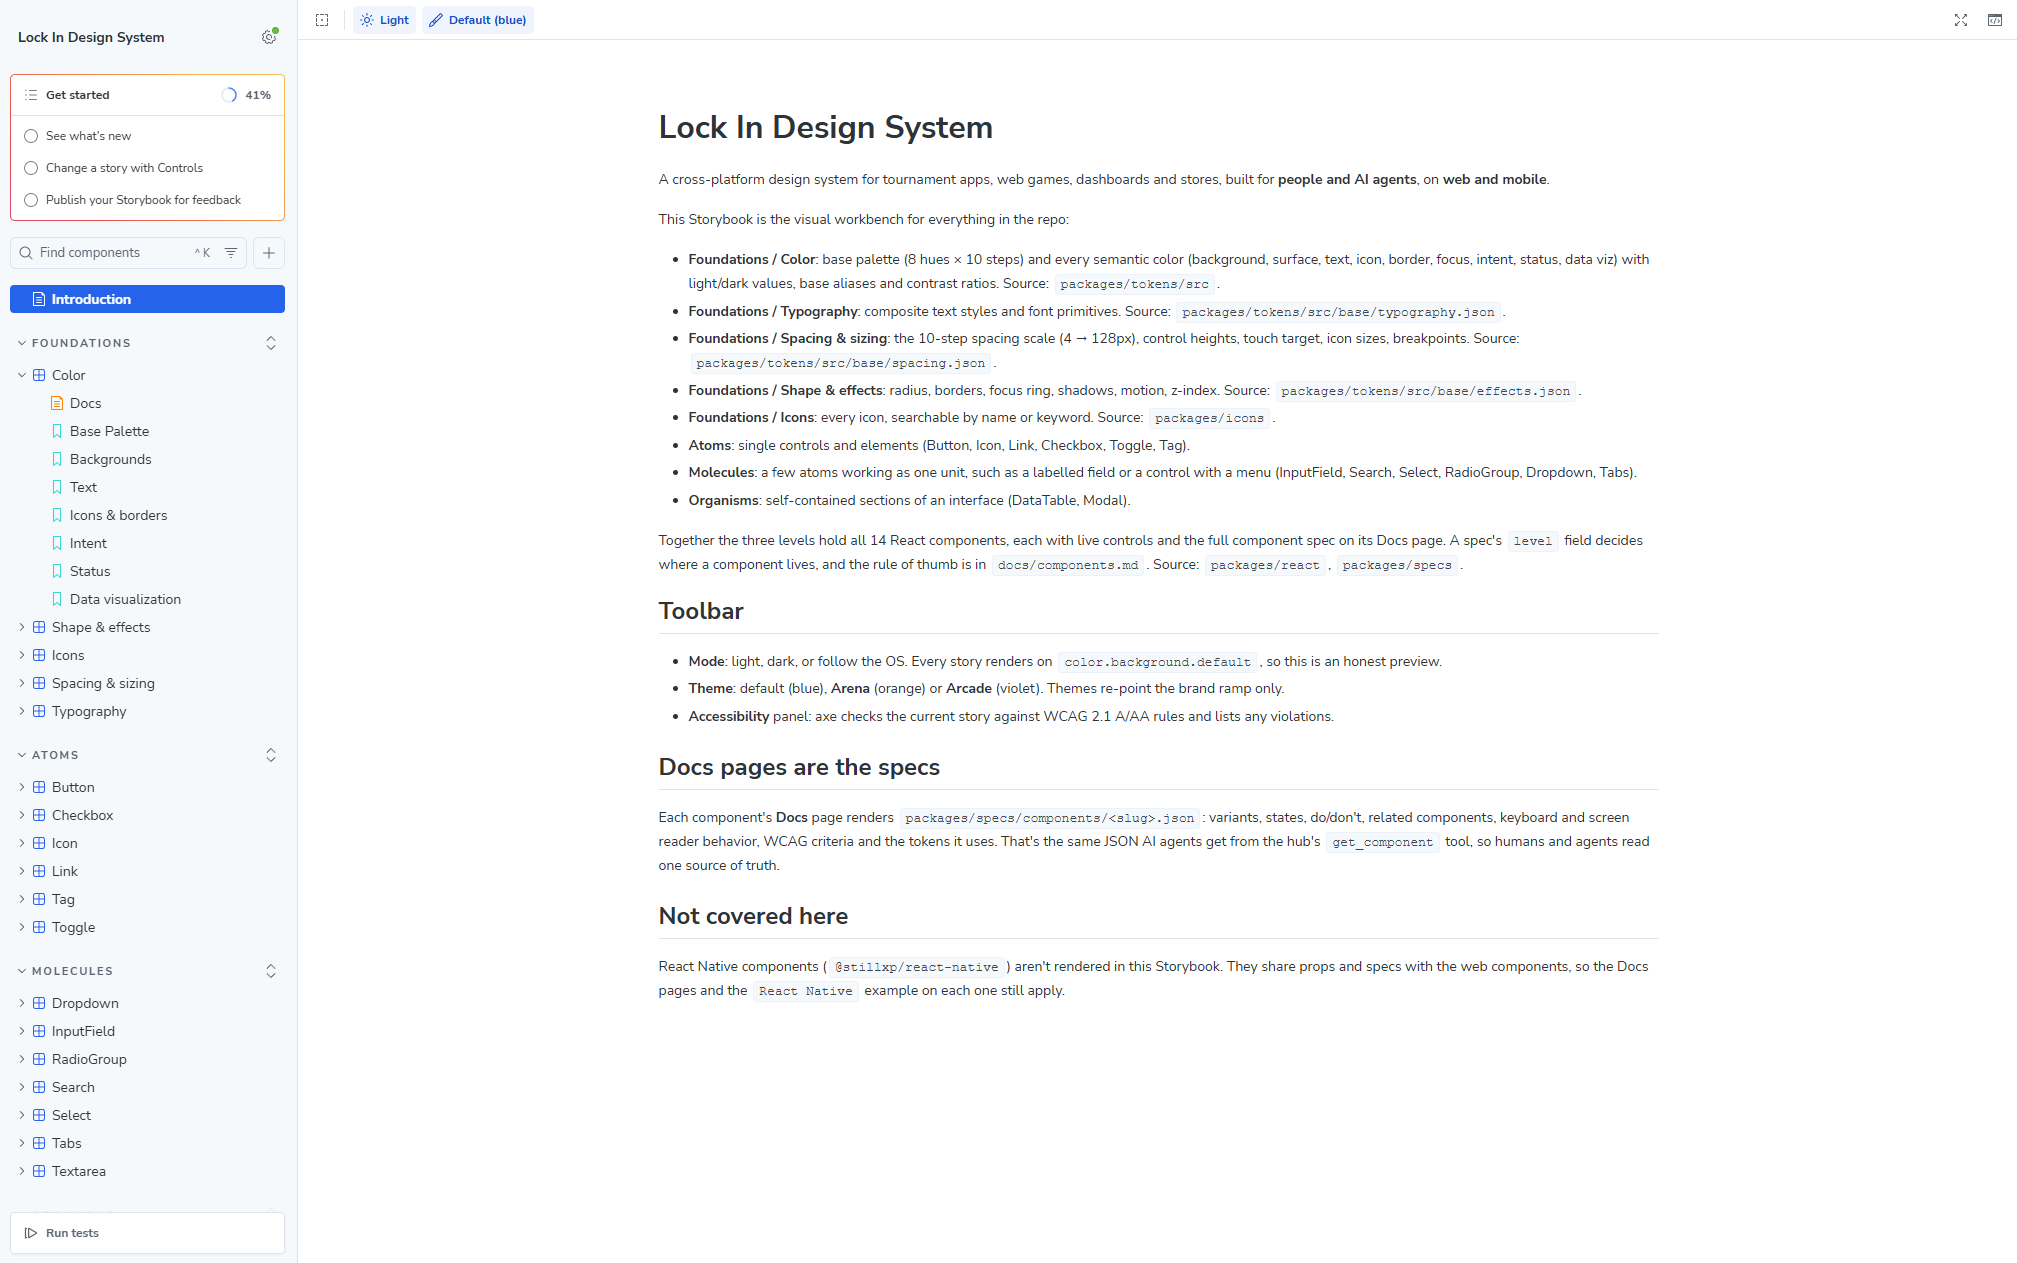 Lock In Design System
Get started
41%
See what's new
Change a story with Controls
Publish your Storybook for feedback
Find components
^ K
Introduction
FOUNDATIONS
Color
Docs
Base Palette
Backgrounds
Text
Icons & borders
Intent
Status
Data visualization
Shape & effects
Icons
Spacing & sizing
Typography
ATOMS
Button
Checkbox
Icon
Link
Tag
Toggle
MOLECULES
Dropdown
InputField
RadioGroup
Search
Select
Tabs
Textarea
Run tests
Light
Default (blue)
Lock In Design System
A cross-platform design system for tournament apps, web games, dashboards and stores, built for people and AI agents, on web and mobile.
This Storybook is the visual workbench for everything in the repo:
Foundations / Color: base palette (8 hues × 10 steps) and every semantic color (background, surface, text, icon, border, focus, intent, status, data viz) with
light/dark values, base aliases and contrast ratios. Source: packages/tokens/src .
Foundations / Typography: composite text styles and font primitives. Source: packages/tokens/src/base/typography.json .
Foundations / Spacing & sizing: the 10-step spacing scale (4 → 128px), control heights, touch target, icon sizes, breakpoints. Source:
packages/tokens/src/base/spacing.json .
Foundations / Shape & effects: radius, borders, focus ring, shadows, motion, z-index. Source: packages/tokens/src/base/effects.json .
Foundations / Icons: every icon, searchable by name or keyword. Source: packages/icons .
Atoms: single controls and elements (Button, Icon, Link, Checkbox, Toggle, Tag).
Molecules: a few atoms working as one unit, such as a labelled field or a control with a menu (InputField, Search, Select, RadioGroup, Dropdown, Tabs).
Organisms: self-contained sections of an interface (DataTable, Modal).
Together the three levels hold all 14 React components, each with live controls and the full component spec on its Docs page. A spec's level field decides
where a component lives, and the rule of thumb is in docs/components.md . Source: packages/react , packages/specs .
Toolbar
Mode: light, dark, or follow the OS. Every story renders on color.background.default , so this is an honest preview.
Theme: default (blue), Arena (orange) or Arcade (violet). Themes re-point the brand ramp only.
Accessibility panel: axe checks the current story against WCAG 2.1 A/AA rules and lists any violations.
Docs pages are the specs
Each component's Docs page renders packages/specs/components/<slug>.json : variants, states, do/don't, related components, keyboard and screen
reader behavior, WCAG criteria and the tokens it uses. That's the same JSON AI agents get from the hub's get_component tool, so humans and agents read
one source of truth.
Not covered here
React Native components ( @stillxp/react-native ) aren't rendered in this Storybook. They share props and specs with the web components, so the Docs
pages and the React Native example on each one still apply.